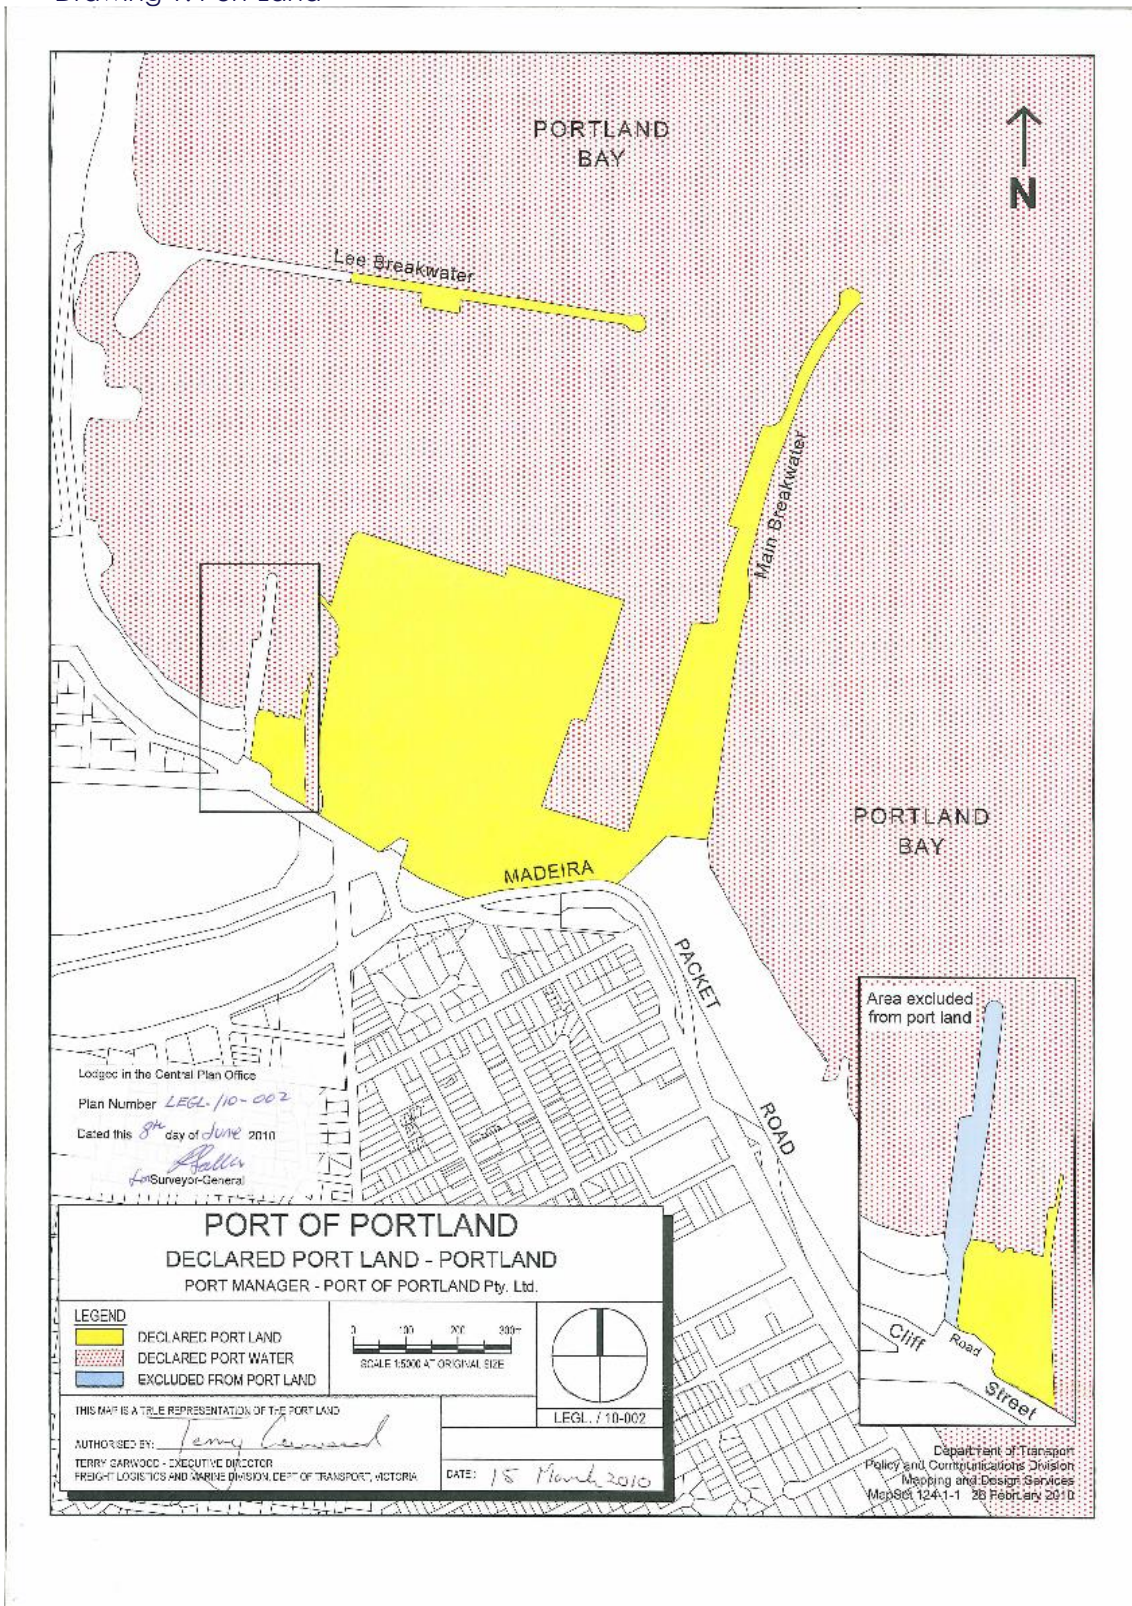 PORTLAND
BAY
N
Lee Breakwater
Main Breakwater
PORTLAND
BAY
MADEIRA
PACKET
ROAD
Area excluded
from port land
Cliff
Street
Road
Lodged in the Central Plan Office
Plan Number LEGL./10-002
Dated this 8th day of June 2010
for Surveyor-General
PORT OF PORTLAND
DECLARED PORT LAND - PORTLAND
PORT MANAGER - PORT OF PORTLAND Pty. Ltd.
LEGEND
DECLARED PORT LAND
DECLARED PORT WATER
EXCLUDED FROM PORT LAND
0 100 200 300m
SCALE 1:5000 AT ORIGINAL SIZE
LEGL. / 10-002
THIS MAP IS A TRUE REPRESENTATION OF THE PORT LAND
AUTHORISED BY:
TERRY GARWOOD - EXECUTIVE DIRECTOR
FREIGHT LOGISTICS AND MARINE DIVISION, DEPT OF TRANSPORT, VICTORIA
DATE: 15 March 2010
Department of Transport
Policy and Communications Division
Mapping and Design Services
MapSet 124-1-1 26 February 2010